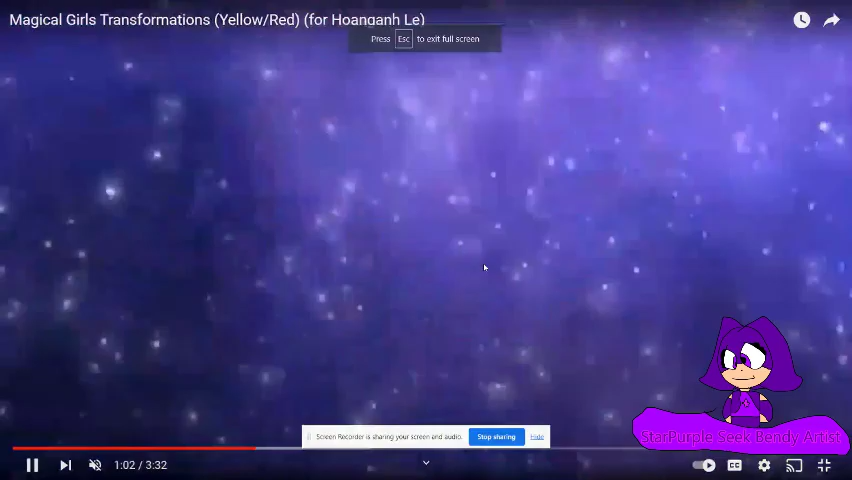 Magical Girls Transformations (Yellow/Red) (for Hoanganh Le)
Press Esc to exit full screen
Screen Recorder is sharing your screen and audio. Stop sharing Hide
StarPurple Seek Bendy Artist
1:02 / 3:32
CC